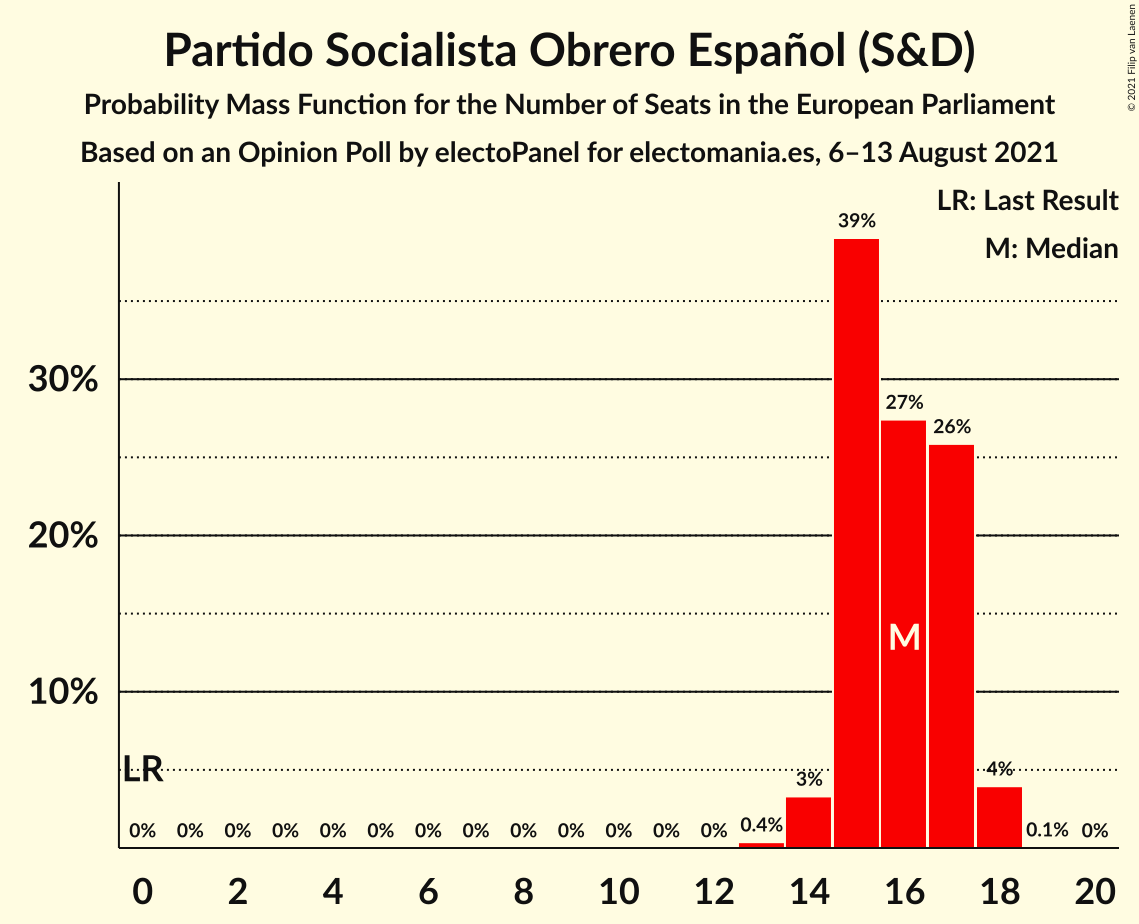 Partido Socialista Obrero Español (S&D)
Probability Mass Function for the Number of Seats in the European Parliament
Based on an Opinion Poll by electoPanel for electomania.es, 6–13 August 2021
© 2021 Filip van Laenen
LR: Last Result
M: Median
39%
30%
27%
26%
20%
M
10%
LR
3%
4%
0% 0% 0% 0% 0% 0% 0% 0% 0% 0% 0% 0% 0% 0.4% 0.1% 0%
0 2 4 6 8 10 12 14 16 18 20